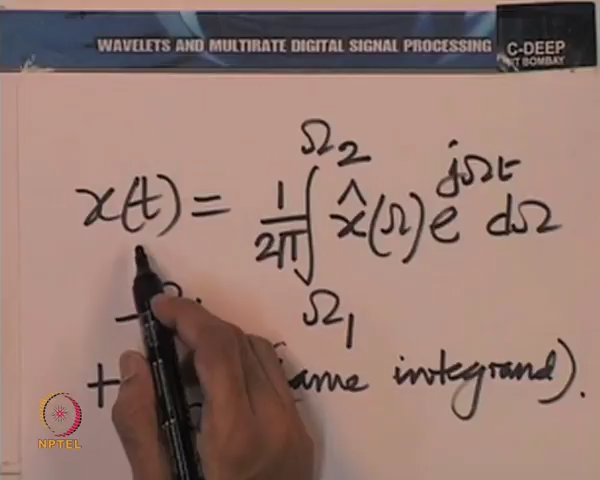 WAVELETS AND MULTIRATE DIGITAL SIGNAL PROCESSING
C-DEEP
IIT BOMBAY
x(t) = 1/2π ∫_{Ω1}^{Ω2} x̂(Ω) e^{jΩt} dΩ
+ same integrand).
NPTEL